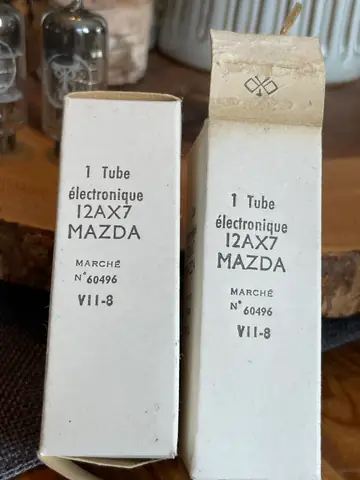 1 Tube
électronique
12AX7
MAZDA
MARCHÉ
N° 60496
VII-8
1 Tube
électronique
12AX7
MAZDA
MARCHÉ
N° 60496
VII-8